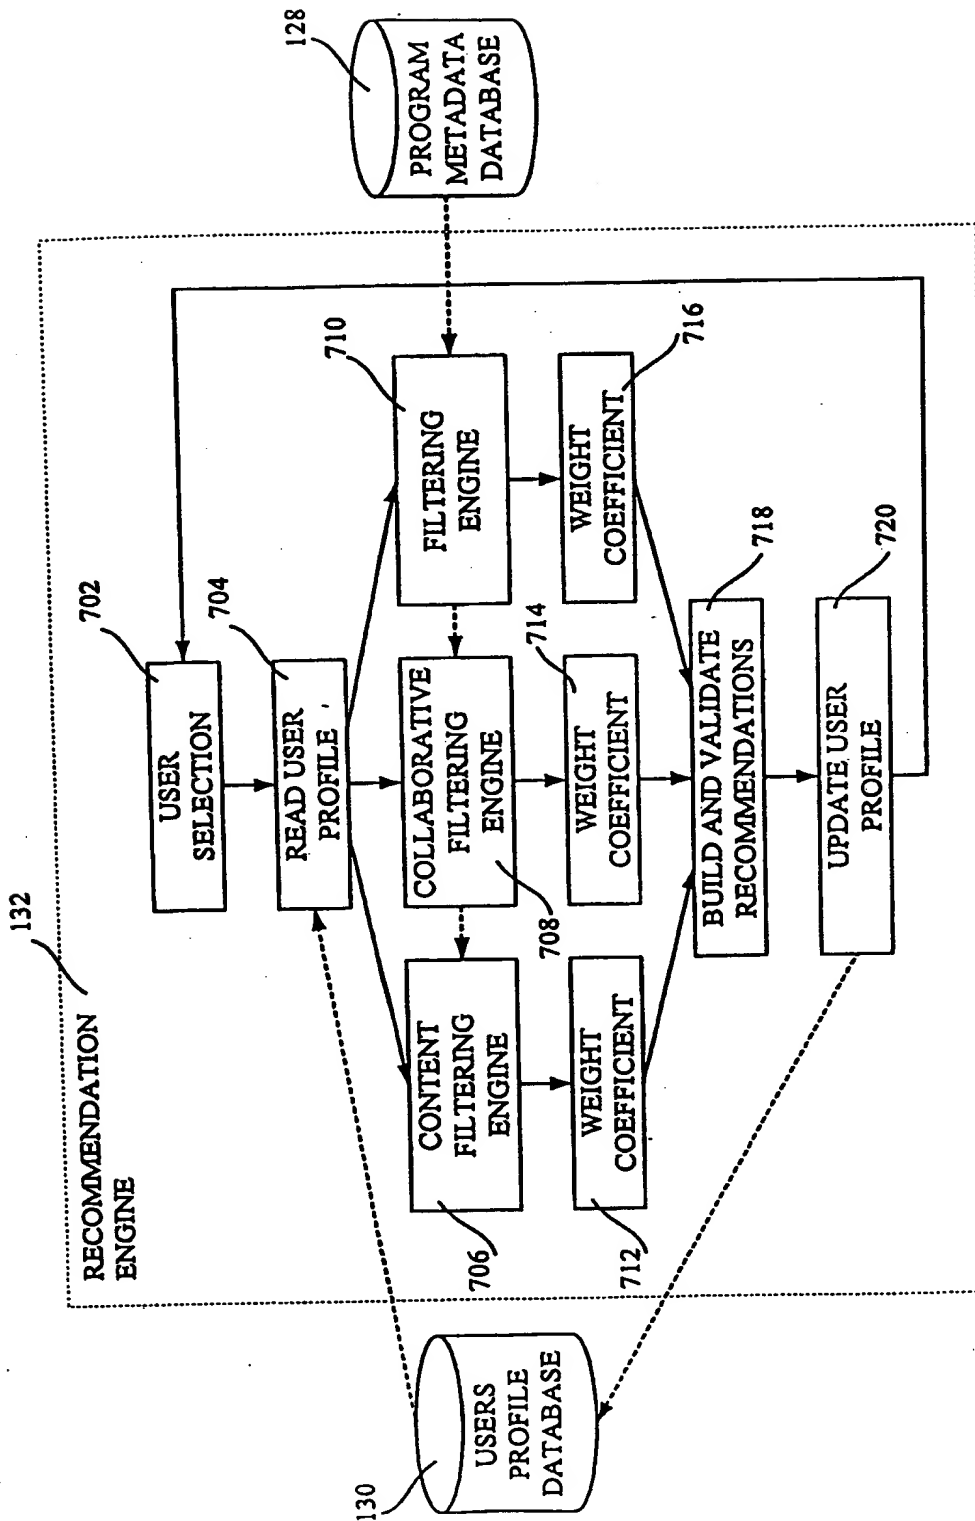 132
RECOMMENDATION
ENGINE
702
USER
SELECTION
704
READ USER
PROFILE
130
USERS
PROFILE
DATABASE
706
CONTENT
FILTERING
ENGINE
708
COLLABORATIVE
FILTERING
ENGINE
710
FILTERING
ENGINE
128
PROGRAM
METADATA
DATABASE
712
WEIGHT
COEFFICIENT
714
WEIGHT
COEFFICIENT
716
WEIGHT
COEFFICIENT
718
BUILD AND VALIDATE
RECOMMENDATIONS
720
UPDATE USER
PROFILE